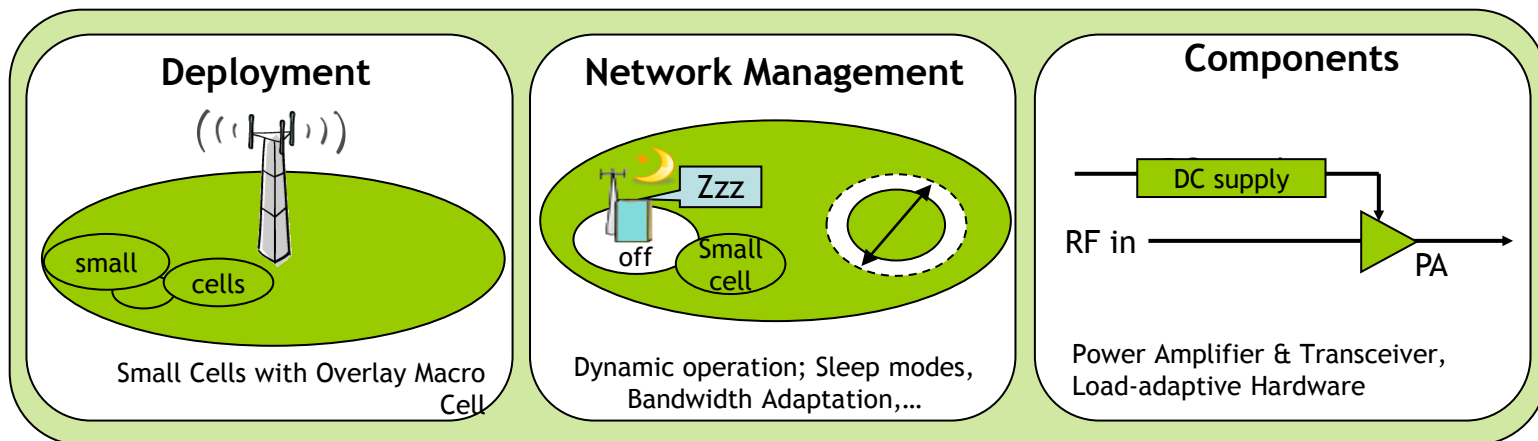 Deployment
small
cells
Small Cells with Overlay Macro
Cell
Network Management
Zzz
off
Small
cell
Dynamic operation; Sleep modes,
Bandwidth Adaptation,…
Components
DC supply
RF in
PA
Power Amplifier & Transceiver,
Load-adaptive Hardware